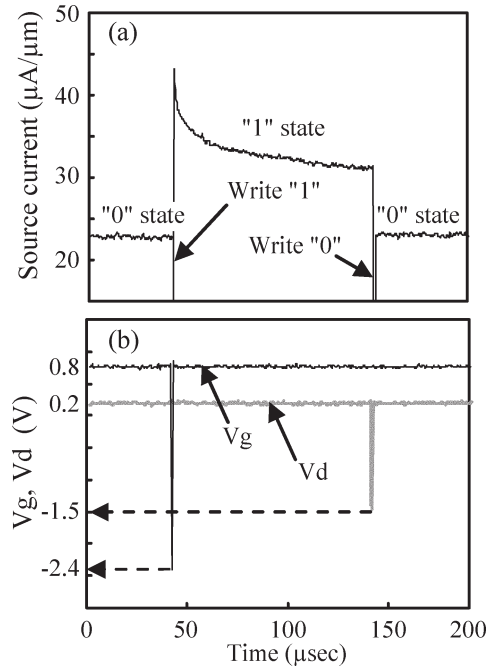 (a)
Source current (µA/µm)
50
40
30
20
"1" state
"0" state
Write "1"
"0" state
Write "0"
(b)
Vg, Vd (V)
0.8
0.2
-1.5
-2.4
Vg
Vd
0
50
100
150
200
Time (µsec)